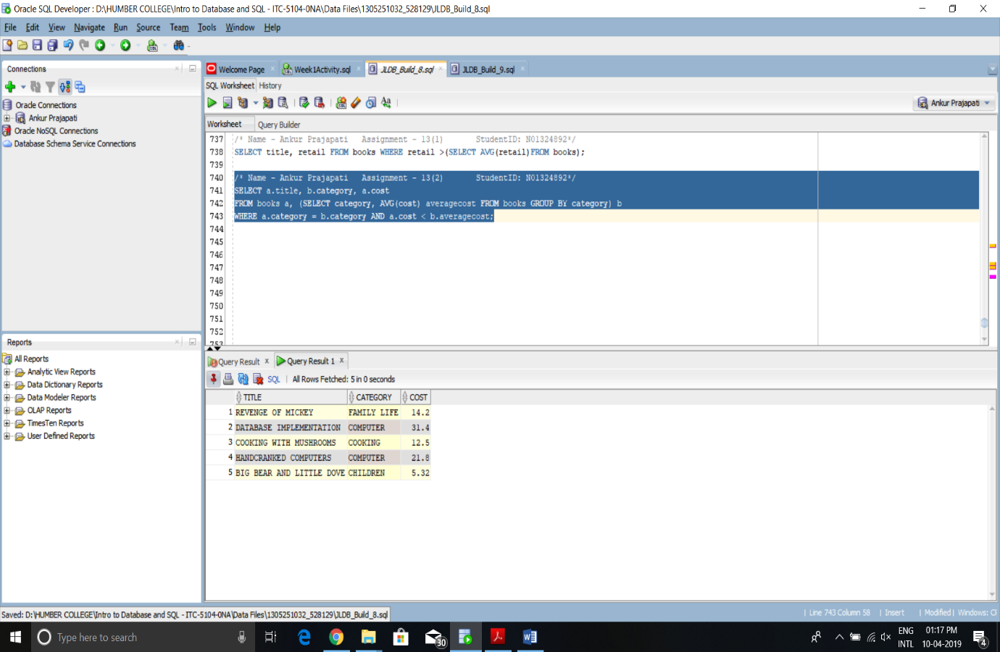 Oracle SQL Developer : D:\HUMBER COLLEGE\Intro to Database and SQL - ITC-5104-0NA\Data Files\1305251032_528129\JLDB_Build_8.sql
File Edit View Navigate Run Source Team Tools Window Help
Connections
Oracle Connections
Ankur Prajapati
Oracle NoSQL Connections
Database Schema Service Connections
Reports
All Reports
Analytic View Reports
Data Dictionary Reports
Data Modeler Reports
OLAP Reports
TimesTen Reports
User Defined Reports
Welcome Page Week1Activity.sql JLDB_Build_8.sql JLDB_Build_9.sql
SQL Worksheet History
Ankur Prajapati
Worksheet Query Builder
737 /* Name - Ankur Prajapati Assignment - 13(1) StudentID: N01324892*/
738 SELECT title, retail FROM books WHERE retail >(SELECT AVG(retail)FROM books);
739
740 /* Name - Ankur Prajapati Assignment - 13(2) StudentID: N01324892*/
741 SELECT a.title, b.category, a.cost
742 FROM books a, (SELECT category, AVG(cost) averagecost FROM books GROUP BY category) b
743 WHERE a.category = b.category AND a.cost < b.averagecost;
744
745
746
747
748
749
750
751
752
753
Query Result Query Result 1
SQL All Rows Fetched: 5 in 0 seconds
TITLE CATEGORY COST
1 REVENGE OF MICKEY FAMILY LIFE 14.2
2 DATABASE IMPLEMENTATION COMPUTER 31.4
3 COOKING WITH MUSHROOMS COOKING 12.5
4 HANDCRANKED COMPUTERS COMPUTER 21.8
5 BIG BEAR AND LITTLE DOVE CHILDREN 5.32
Saved: D:\HUMBER COLLEGE\Intro to Database and SQL - ITC-5104-0NA\Data Files\1305251032_528129\JLDB_Build_8.sql
Line 743 Column 58 Insert Modified Windows: CF
Type here to search
30
ENG
INTL
01:17 PM
10-04-2019
4